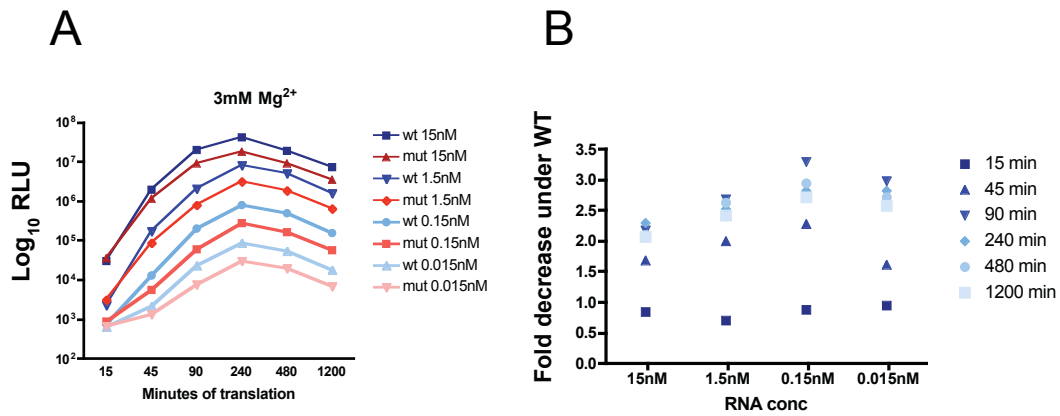 A
3mM Mg2+
Log10 RLU
10^8
10^7
10^6
10^5
10^4
10^3
10^2
15 45 90 240 480 1200
Minutes of translation
wt 15nM
mut 15nM
wt 1.5nM
mut 1.5nM
wt 0.15nM
mut 0.15nM
wt 0.015nM
mut 0.015nM
B
Fold decrease under WT
3.5
3.0
2.5
2.0
1.5
1.0
0.5
0.0
15nM 1.5nM 0.15nM 0.015nM
RNA conc
15 min
45 min
90 min
240 min
480 min
1200 min